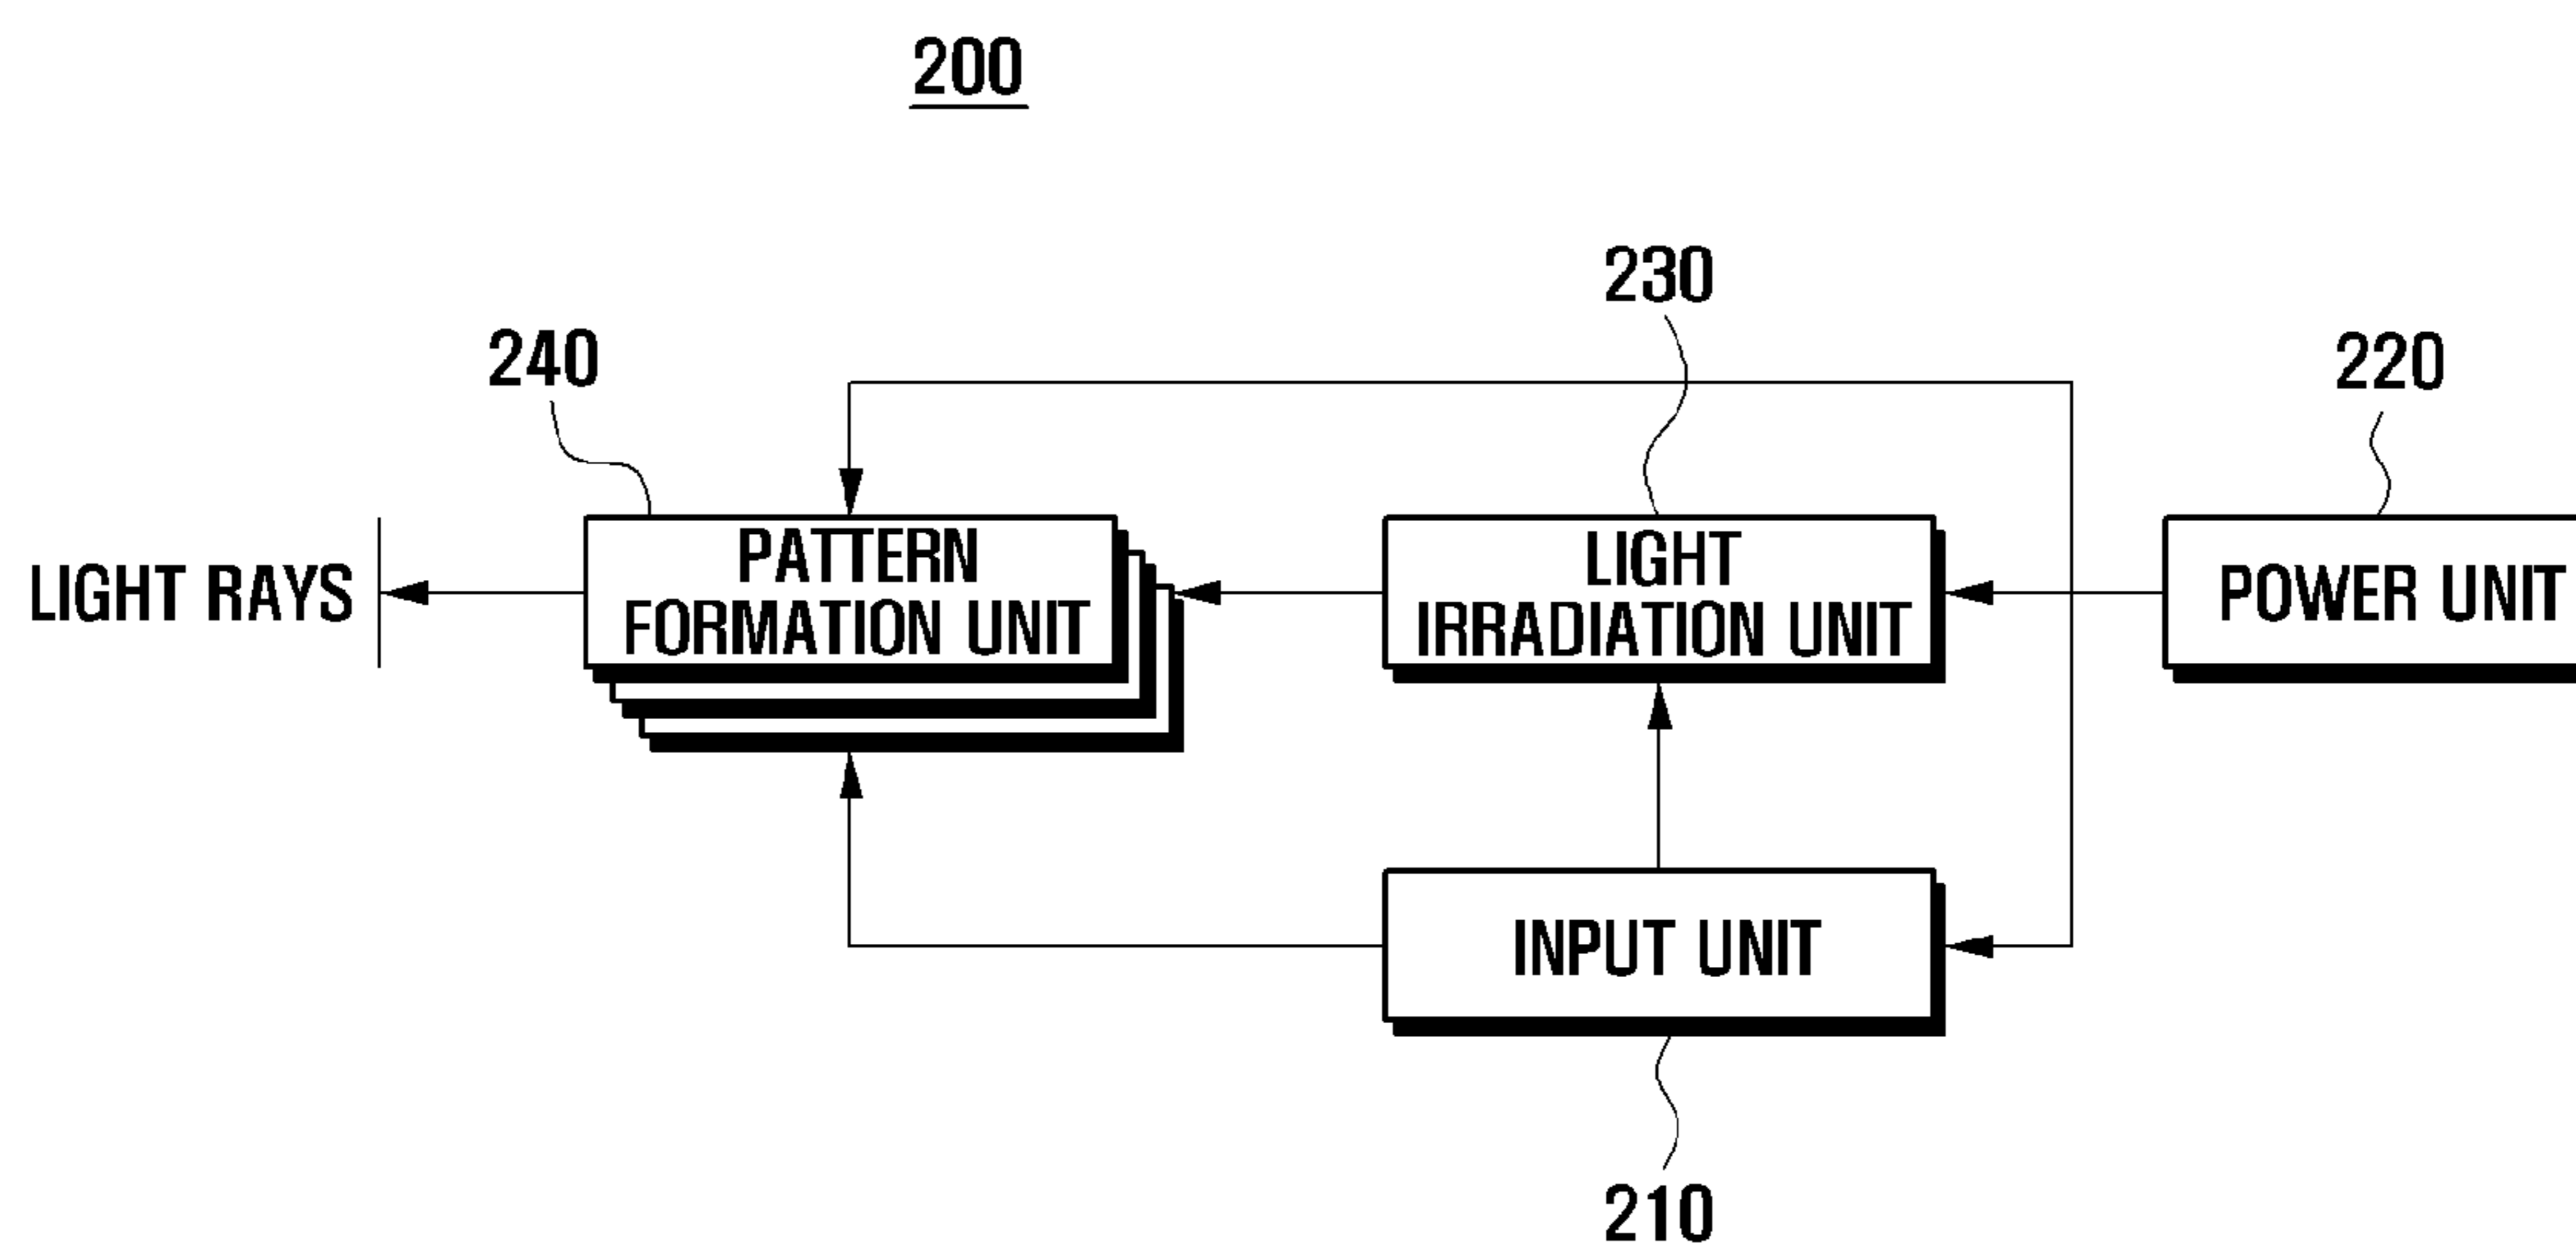 200
230
240
220
LIGHT RAYS
PATTERN
FORMATION UNIT
LIGHT
IRRADIATION UNIT
POWER UNIT
INPUT UNIT
210